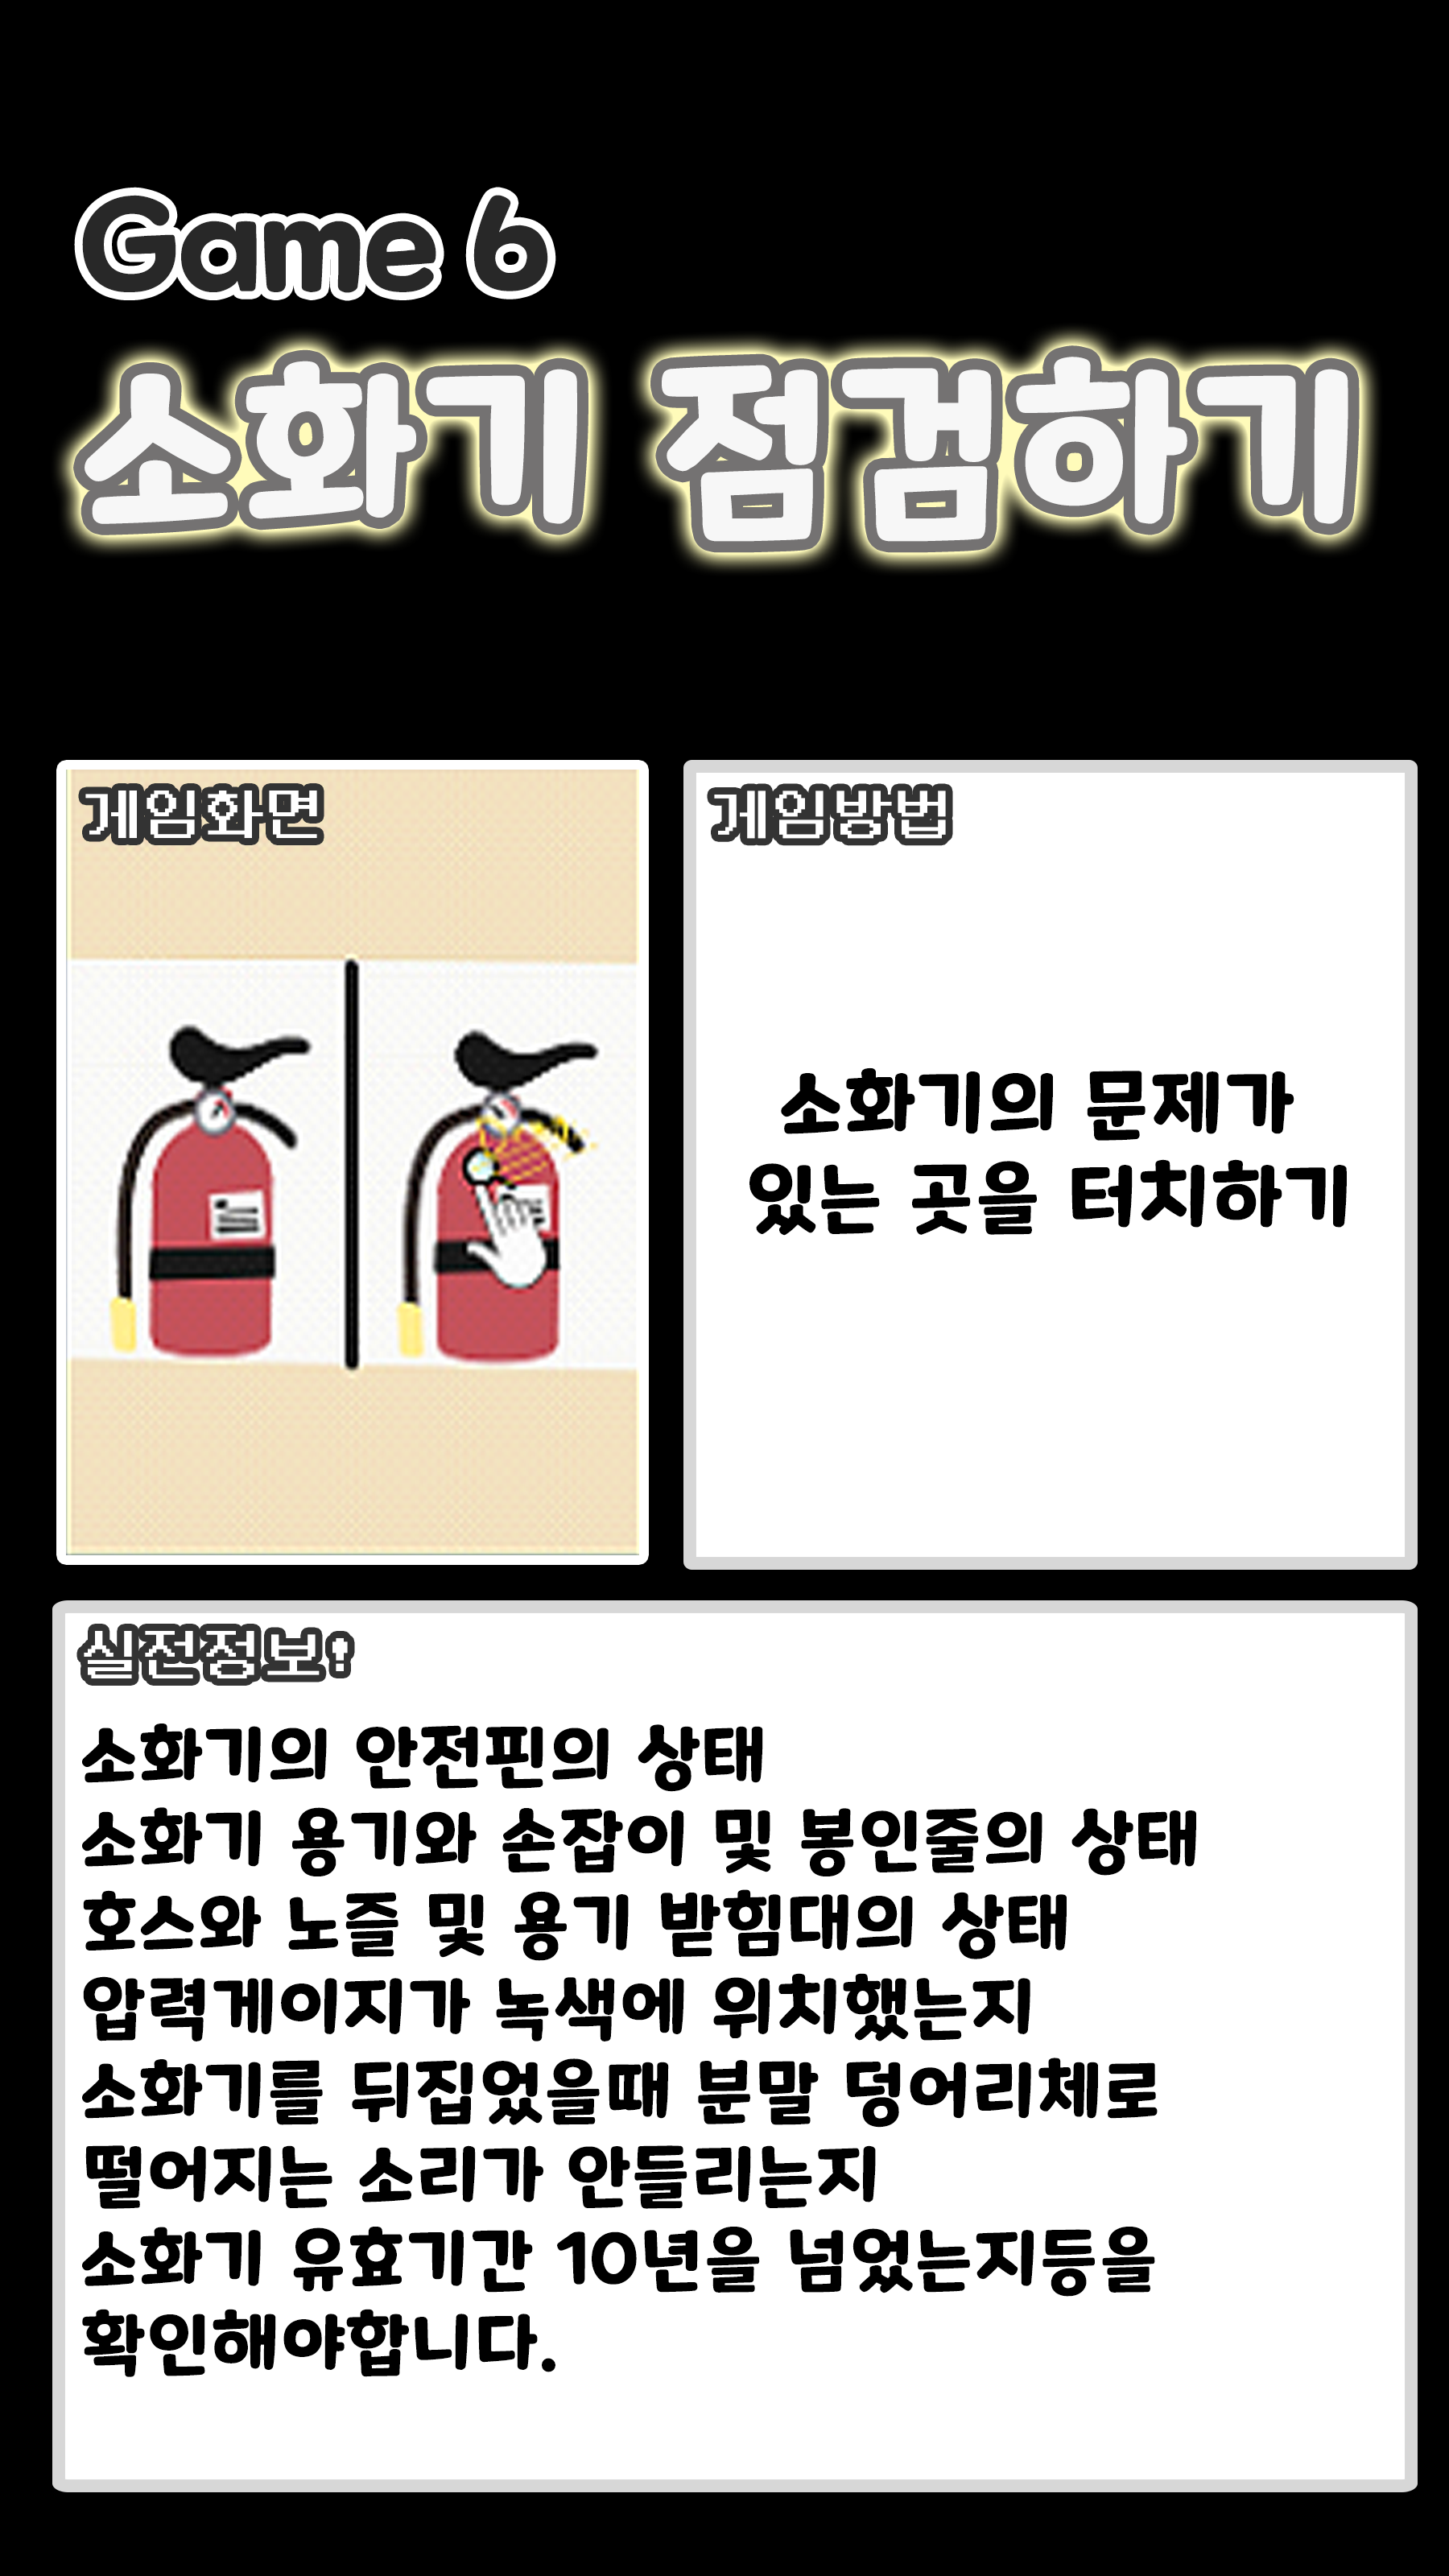 Game 6
소화기 점검하기
게임화면
게임방법
소화기의 문제가
있는 곳을 터치하기
실전정보!
소화기의 안전핀의 상태
소화기 용기와 손잡이 및 봉인줄의 상태
호스와 노즐 및 용기 받힘대의 상태
압력게이지가 녹색에 위치했는지
소화기를 뒤집었을때 분말 덩어리체로
떨어지는 소리가 안들리는지
소화기 유효기간 10년을 넘었는지등을
확인해야합니다.